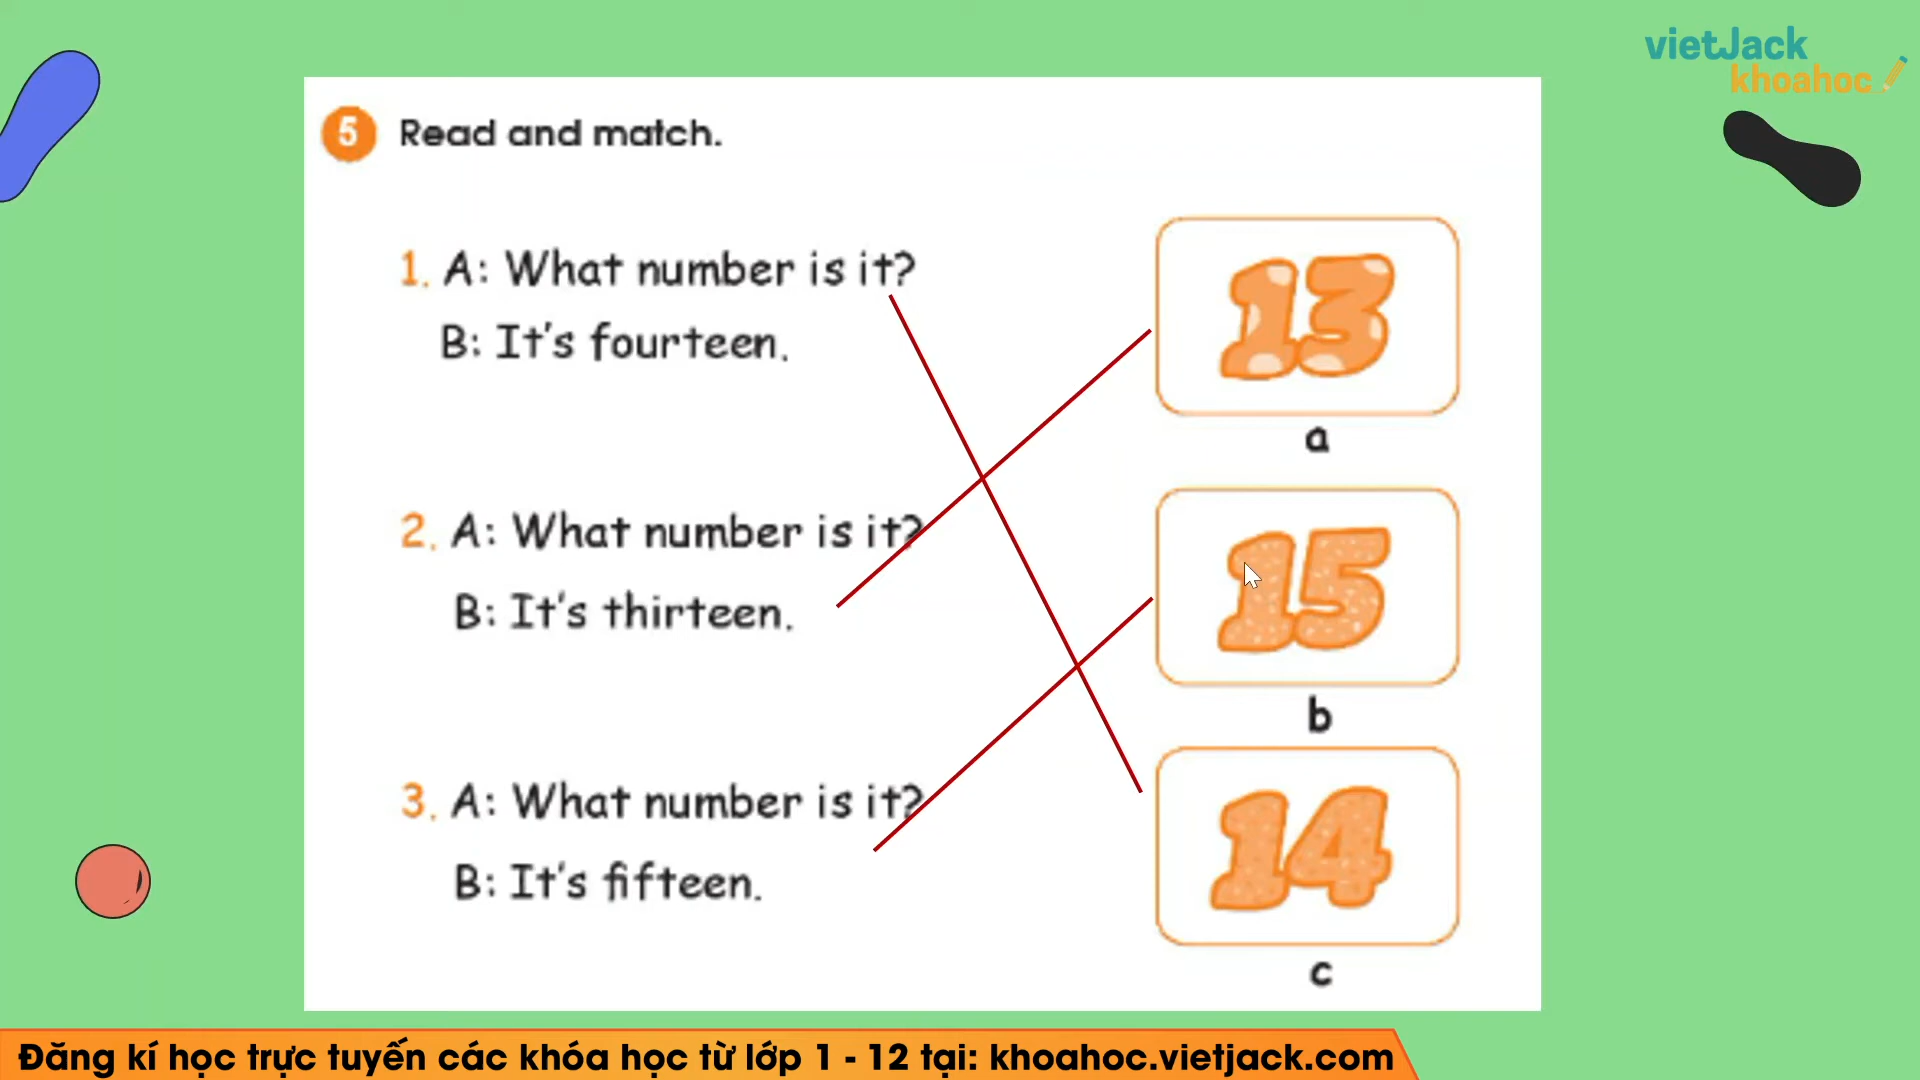 vietJack
khoahoc
5 Read and match.
1. A: What number is it?
B: It's fourteen.
13
a
2. A: What number is it?
B: It's thirteen.
15
b
3. A: What number is it?
B: It's fifteen.
14
c
Đăng kí học trực tuyến các khóa học từ lớp 1 - 12 tại: khoahoc.vietjack.com